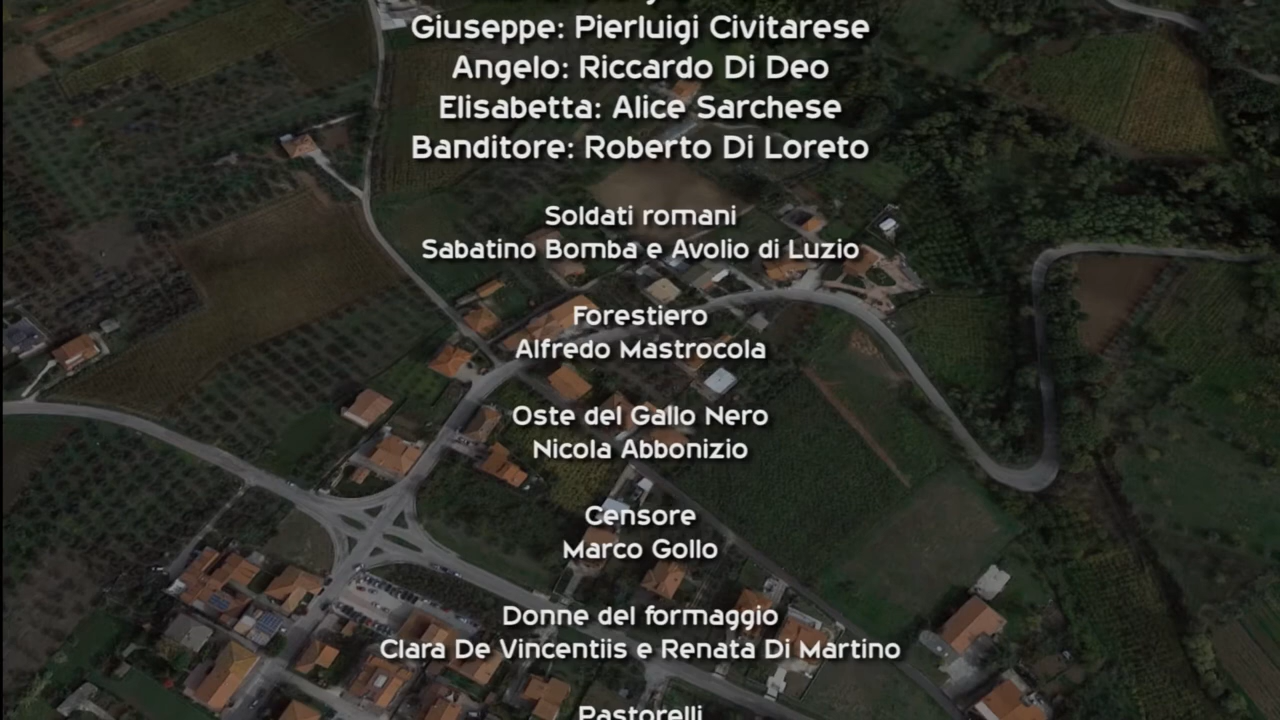 Giuseppe: Pierluigi Civitarese
Angelo: Riccardo Di Deo
Elisabetta: Alice Sarchese
Banditore: Roberto Di Loreto
Soldati romani
Sabatino Bomba e Avolio di Luzio
Forestiero
Alfredo Mastrocola
Oste del Gallo Nero
Nicola Abbonizio
Censore
Marco Gollo
Donne del formaggio
Clara De Vincentiis e Renata Di Martino
Pastorelli